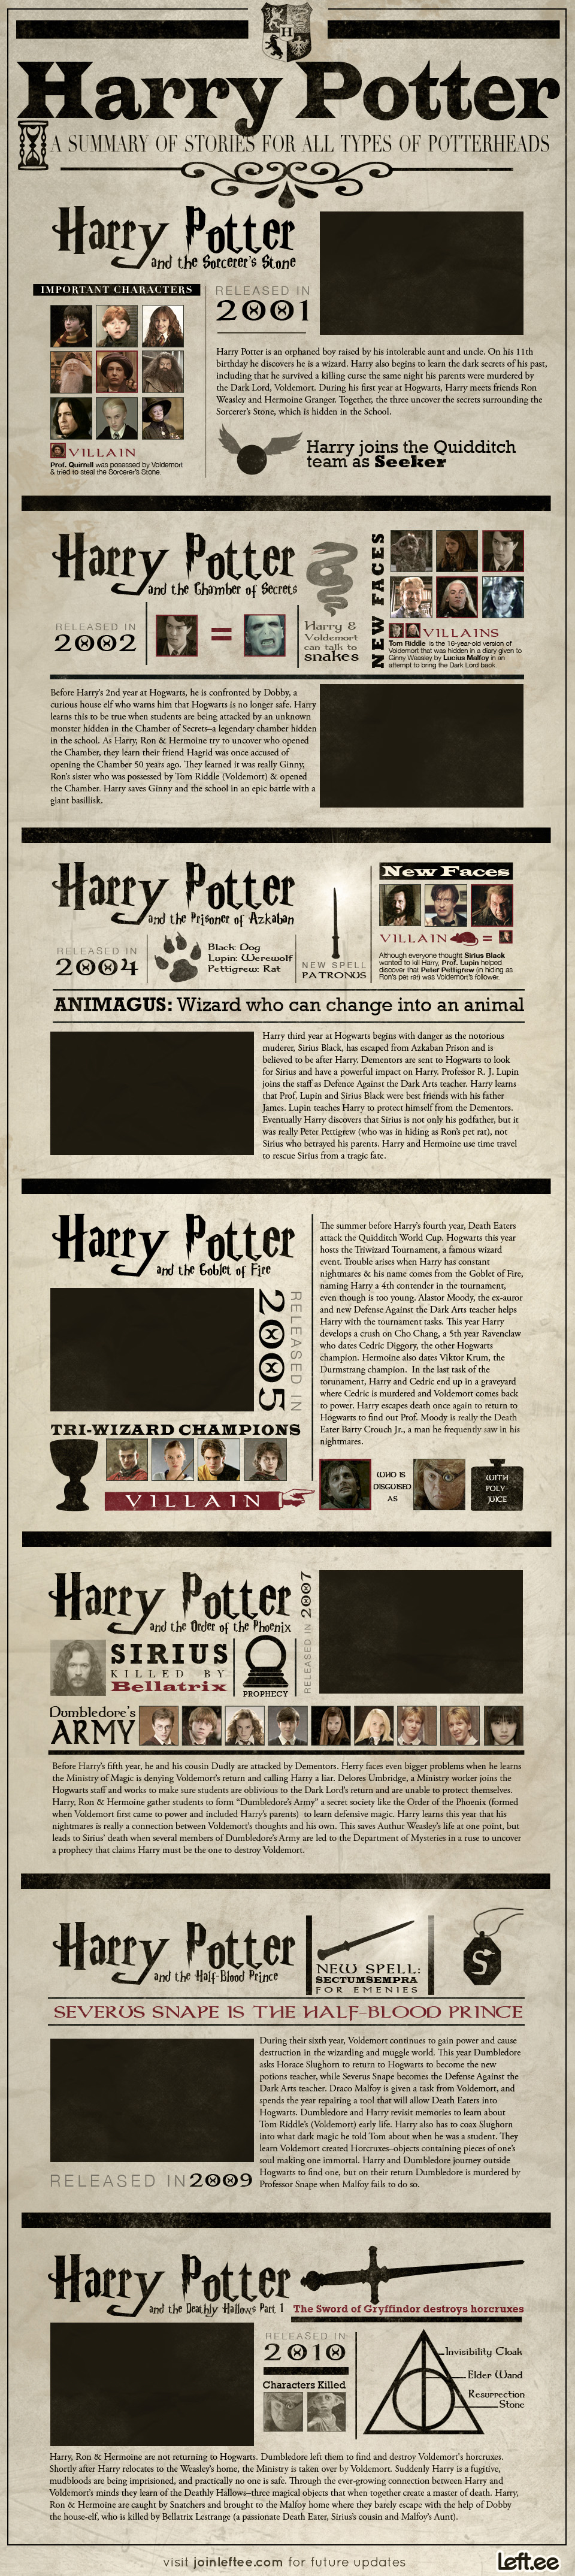 H
Harry Potter
A SUMMARY OF STORIES FOR ALL TYPES OF POTTERHEADS
Harry Potter
and the Sorcerer's Stone
IMPORTANT CHARACTERS
VILLAIN
Prof. Quirrell was posessed by Voldemort
& tried to steal the Sorcerer's Stone.
RELEASED IN
2001
Harry Potter is an orphaned boy raised by his intolerable aunt and uncle. On his 11th
birthday he discovers he is a wizard. Harry also begins to learn the dark secrets of his past,
including that he survived a killing curse the same night his parents were murdered by
the Dark Lord, Voldemort. During his first year at Hogwarts, Harry meets friends Ron
Weasley and Hermoine Granger. Together, the three uncover the secrets surrounding the
Sorcerer's Stone, which is hidden in the School.
Harry joins the Quidditch
team as Seeker
Harry Potter
and the Chamber of Secrets
RELEASED IN
2002
=
Harry &
Voldemort
can talk to
snakes
NEW FACES
VILLAINS
Tom Riddle is the 16-year-old version of
Voldemort that was hidden in a diary given to
Ginny Weasley by Lucius Malfoy in an
attempt to bring the Dark Lord back.
Before Harry's 2nd year at Hogwarts, he is confronted by Dobby, a
curious house elf who warns him that Hogwarts is no longer safe. Harry
learns this to be true when students are being attacked by an unknown
monster hidden in the Chamber of Secrets–a legendary chamber hidden
in the school. As Harry, Ron & Hermoine try to uncover who opened
the Chamber, they learn their friend Hagrid was once accused of
opening the Chamber 50 years ago. They learned it was really Ginny,
Ron's sister who was possessed by Tom Riddle (Voldemort) & opened
the Chamber. Harry saves Ginny and the school in an epic battle with a
giant basillisk.
Harry Potter
and the Prisoner of Azkaban
RELEASED IN
2004
Black: Dog
Lupin: Werewolf
Pettigrew: Rat
NEW SPELL
PATRONUS
New Faces
VILLAIN =
Although everyone thought Sirius Black
wanted to kill Harry, Prof. Lupin helped
discover that Peter Pettigrew (in hiding as
Ron's pet rat) was Voldemort's follower.
ANIMAGUS: Wizard who can change into an animal
Harry third year at Hogwarts begins with danger as the notorious
muderer, Sirius Black, has escaped from Azkaban Prison and is
believed to be after Harry. Dementors are sent to Hogwarts to look
for Sirius and have a powerful impact on Harry. Professor R. J. Lupin
joins the staff as Defence Against the Dark Arts teacher. Harry learns
that Prof. Lupin and Sirius Black were best friends with his father
James. Lupin teaches Harry to protect himself from the Dementors.
Eventually Harry discovers that Sirius is not only his godfather, but it
was really Peter Pettigrew (who was in hiding as Ron's pet rat), not
Sirius who betrayed his parents. Harry and Hermoine use time travel
to rescue Sirius from a tragic fate.
Harry Potter
and the Goblet of Fire
RELEASED IN
2005
TRI-WIZARD CHAMPIONS
VILLAIN
The summer before Harry's fourth year, Death Eaters
attack the Quidditch World Cup. Hogwarts this year
hosts the Triwizard Tournament, a famous wizard
event. Trouble arises when Harry has constant
nightmares & his name comes from the Goblet of Fire,
naming Harry a 4th contender in the tournament,
even though is too young. Alastor Moody, the ex-auror
and new Defense Against the Dark Arts teacher helps
Harry with the tournament tasks. This year Harry
develops a crush on Cho Chang, a 5th year Ravenclaw
who dates Cedric Diggory, the other Hogwarts
champion. Hermoine also dates Viktor Krum, the
Durmstrang champion. In the last task of the
torunament, Harry and Cedric end up in a graveyard
where Cedric is murdered and Voldemort comes back
to power. Harry escapes death once again to return to
Hogwarts to find out Prof. Moody is really the Death
Eater Barty Crouch Jr., a man he frequently saw in his
nightmares.
WHO IS
DISGUISED
AS
WITH
POLY-
JUICE
Harry Potter
and the Order of the Phoenix
RELEASED IN 2007
SIRIUS
KILLED BY
Bellatrix
PROPHECY
Dumbledore's
ARMY
Before Harry's fifth year, he and his cousin Dudly are attacked by Dementors. Herry faces even bigger problems when he learns
the Ministry of Magic is denying Voldemort's return and calling Harry a liar. Delores Umbridge, a Ministry worker joins the
Hogwarts staff and works to make sure students are oblivious to the Dark Lord's return and are unable to protect themselves.
Harry, Ron & Hermoine gather students to form “Dumbledore's Army” a secret society like the Order of the Phoenix (formed
when Voldemort first came to power and included Harry's parents) to learn defensive magic. Harry learns this year that his
nightmares is really a connection between Voldemort's thoughts and his own. This saves Authur Weasley's life at one point, but
leads to Sirius' death when several members of Dumbledore's Army are led to the Department of Mysteries in a ruse to uncover
a prophecy that claims Harry must be the one to destroy Voldemort.
Harry Potter
and the Half-Blood Prince
NEW SPELL:
SECTUMSEMPRA
FOR EMENIES
S
SEVERUS SNAPE IS THE HALF-BLOOD PRINCE
RELEASED IN 2009
During their sixth year, Voldemort continues to gain power and cause
destruction in the wizarding and muggle world. This year Dumbledore
asks Horace Slughorn to return to Hogwarts to become the new
potions teacher, while Severus Snape becomes the Defense Against the
Dark Arts teacher. Draco Malfoy is given a task from Voldemort, and
spends the year repairing a tool that will allow Death Eaters into
Hogwarts. Dumbledore and Harry revisit memories to learn about
Tom Riddle's (Voldemort) early life. Harry also has to coax Slughorn
into what dark magic he told Tom about when he was a student. They
learn Voldemort created Horcruxes–objects containing pieces of one's
soul making one immortal. Harry and Dumbledore journey outside
Hogwarts to find one, but on their return Dumbledore is murdered by
Professor Snape when Malfoy fails to do so.
Harry Potter
and the Deathly Hallows Part 1
The Sword of Gryffindor destroys horcruxes
RELEASED IN
2010
Characters Killed
Invisibility Cloak
Elder Wand
Resurrection
Stone
Harry, Ron & Hermoine are not returning to Hogwarts. Dumbledore left them to find and destroy Voldemort's horcruxes.
Shortly after Harry relocates to the Weasley's home, the Ministry is taken over by Voldemort. Suddenly Harry is a fugitive,
mudbloods are being imprisioned, and practically no one is safe. Through the ever-growing connection between Harry and
Voldemort's minds they learn of the Deathly Hallows–three magical objects that when together create a master of death. Harry,
Ron & Hermoine are caught by Snatchers and brought to the Malfoy home where they barely escape with the help of Dobby
the house-elf, who is killed by Bellatrix Lestrange (a passionate Death Eater, Sirius's cousin and Malfoy's Aunt).
visit joinleftee.com for future updates
Left.ee